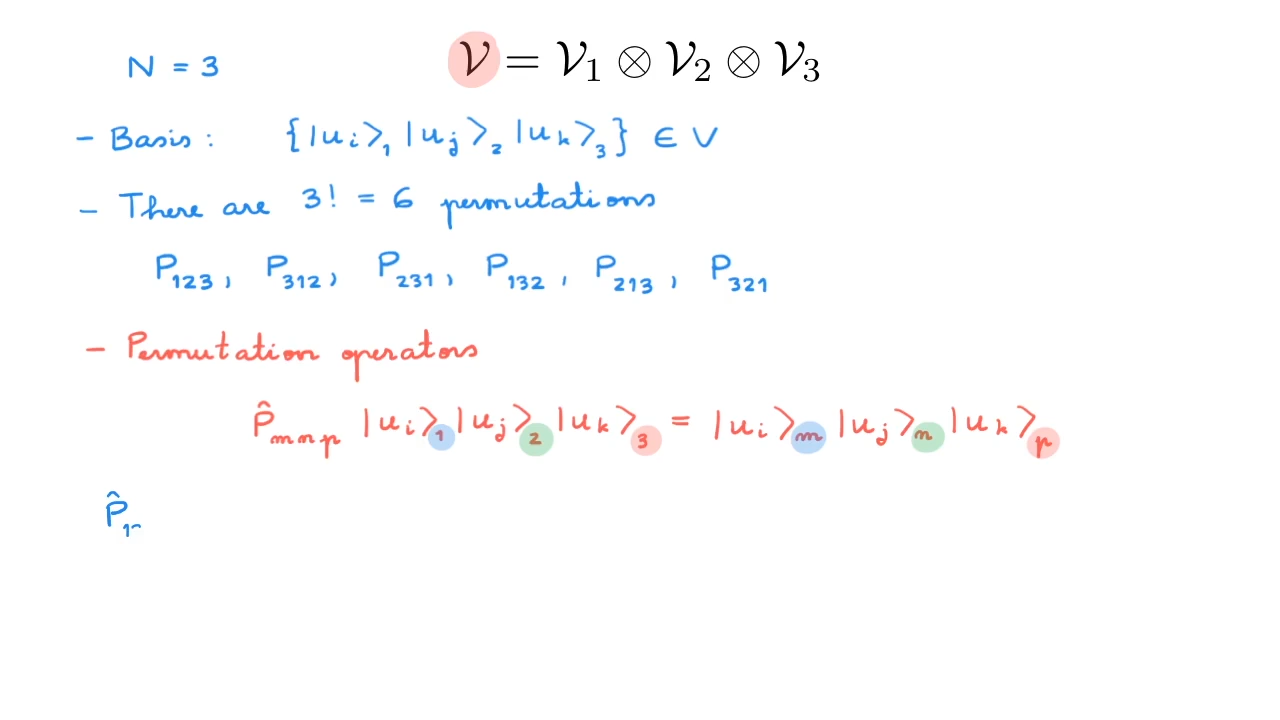 N = 3
𝒱 = 𝒱₁ ⊗ 𝒱₂ ⊗ 𝒱₃
- Basis: {|uᵢ⟩₁ |uⱼ⟩₂ |uₖ⟩₃} ∈ V
- There are 3! = 6 permutations
P₁₂₃, P₃₁₂, P₂₃₁, P₁₃₂, P₂₁₃, P₃₂₁
- Permutation operators
P̂ₘₙₚ |uᵢ⟩₁ |uⱼ⟩₂ |uₖ⟩₃ = |uᵢ⟩ₘ |uⱼ⟩ₙ |uₖ⟩ₚ
P̂₁